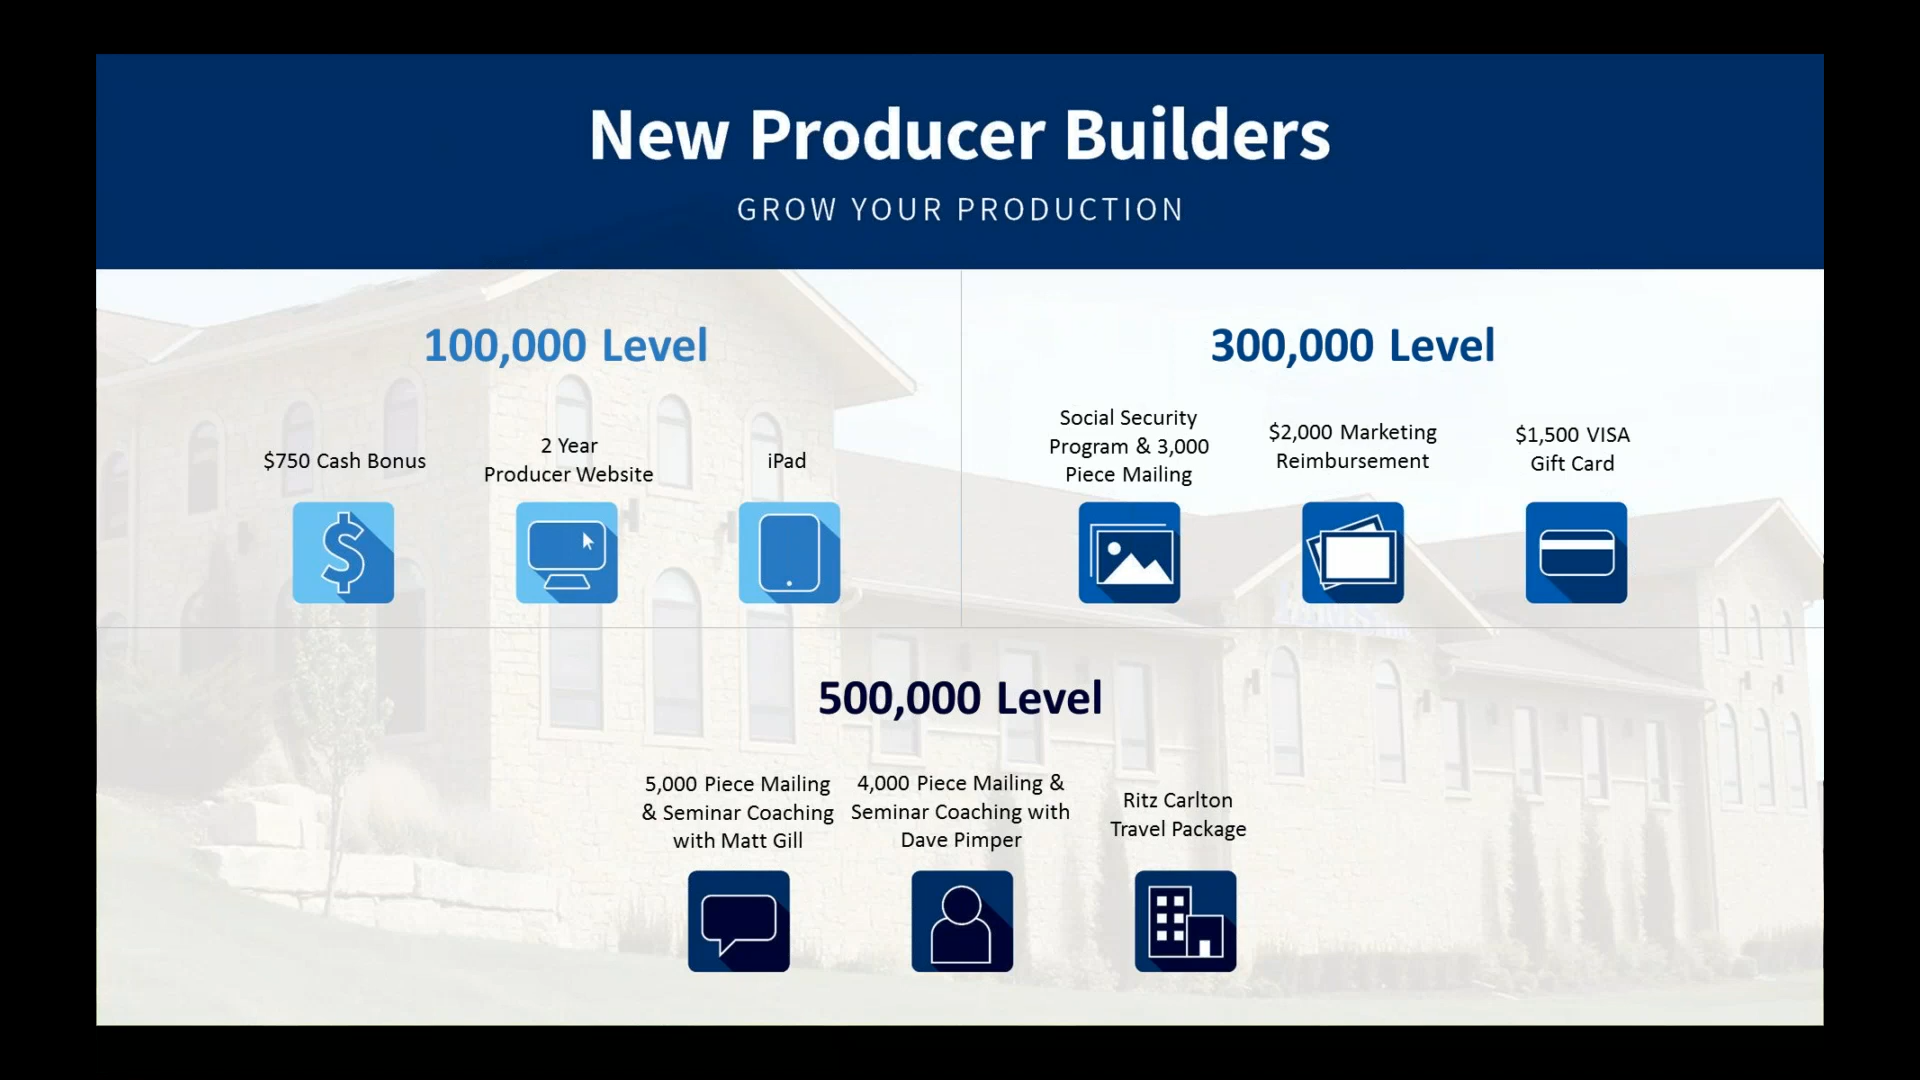 New Producer Builders
GROW YOUR PRODUCTION
100,000 Level
$750 Cash Bonus
2 Year
Producer Website
iPad
300,000 Level
Social Security
Program & 3,000
Piece Mailing
$2,000 Marketing
Reimbursement
$1,500 VISA
Gift Card
500,000 Level
5,000 Piece Mailing
& Seminar Coaching
with Matt Gill
4,000 Piece Mailing &
Seminar Coaching with
Dave Pimper
Ritz Carlton
Travel Package